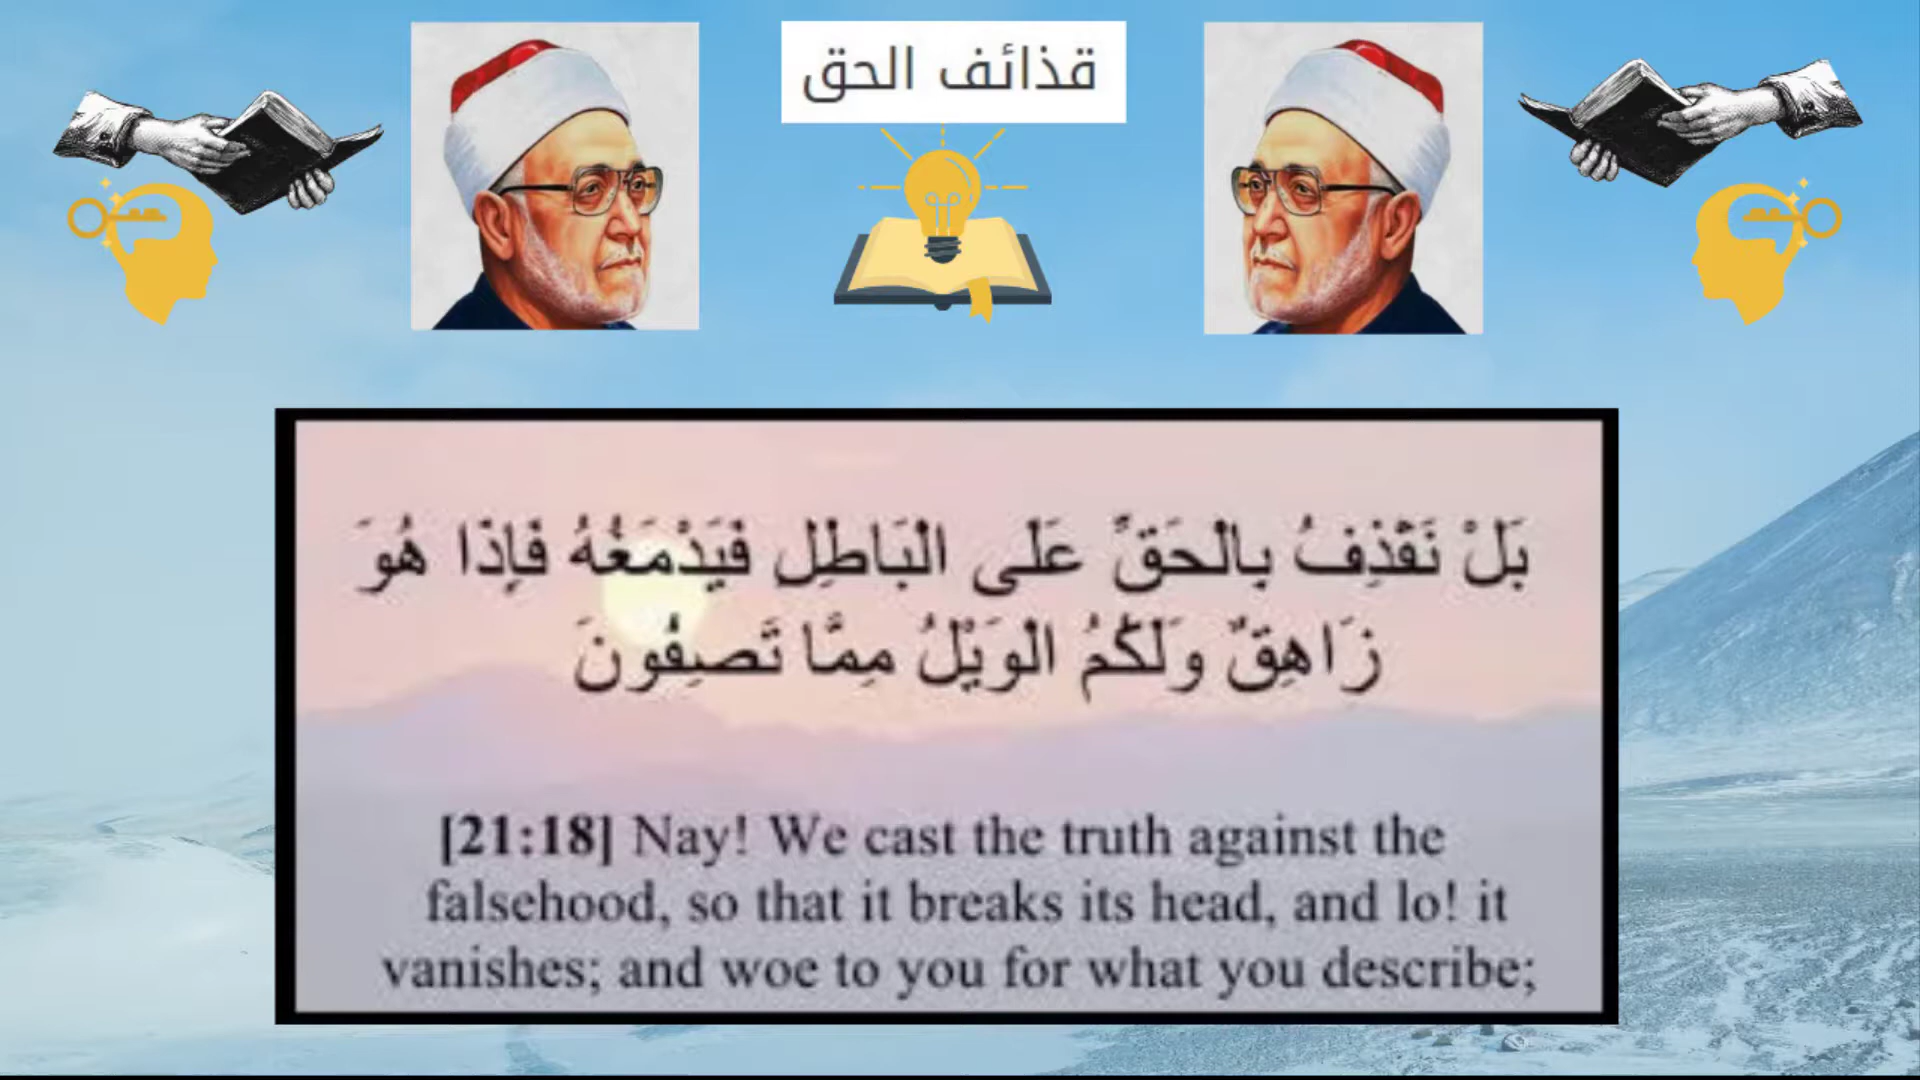 قذائف الحق
بَلْ نَقْذِفُ بِالْحَقِّ عَلَى الْبَاطِلِ فَيَدْمَغُهُ فَإِذَا هُوَ
زَاهِقٌ وَلَكُمُ الْوَيْلُ مِمَّا تَصِفُونَ
[21:18] Nay! We cast the truth against the
falsehood, so that it breaks its head, and lo! it
vanishes; and woe to you for what you describe;